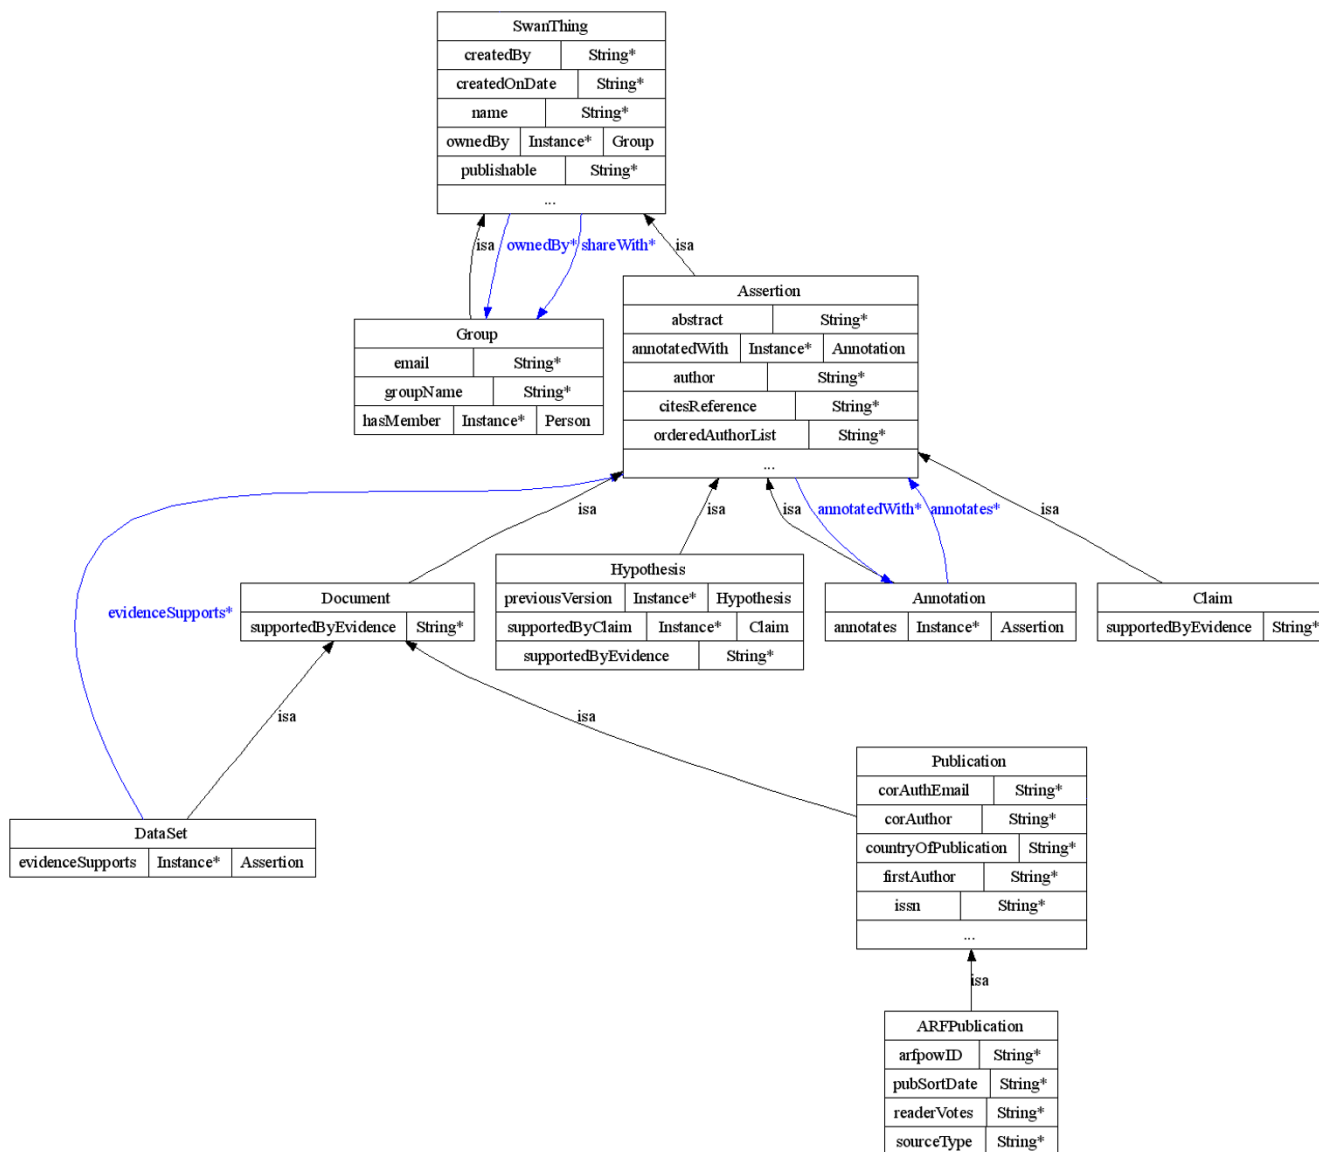 SwanThing
createdBy String*
createdOnDate String*
name String*
ownedBy Instance* Group
publishable String*
...
isa ownedBy* shareWith* isa
Assertion
abstract String*
annotatedWith Instance* Annotation
author String*
citesReference String*
orderedAuthorList String*
...
Group
email String*
groupName String*
hasMember Instance* Person
isa isa isa annotatedWith* annotates* isa
evidenceSupports*
Document
supportedByEvidence String*
Hypothesis
previousVersion Instance* Hypothesis
supportedByClaim Instance* Claim
supportedByEvidence String*
Annotation
annotates Instance* Assertion
Claim
supportedByEvidence String*
isa isa
DataSet
evidenceSupports Instance* Assertion
Publication
corAuthEmail String*
corAuthor String*
countryOfPublication String*
firstAuthor String*
issn String*
...
isa
ARFPublication
arfpowID String*
pubSortDate String*
readerVotes String*
sourceType String*